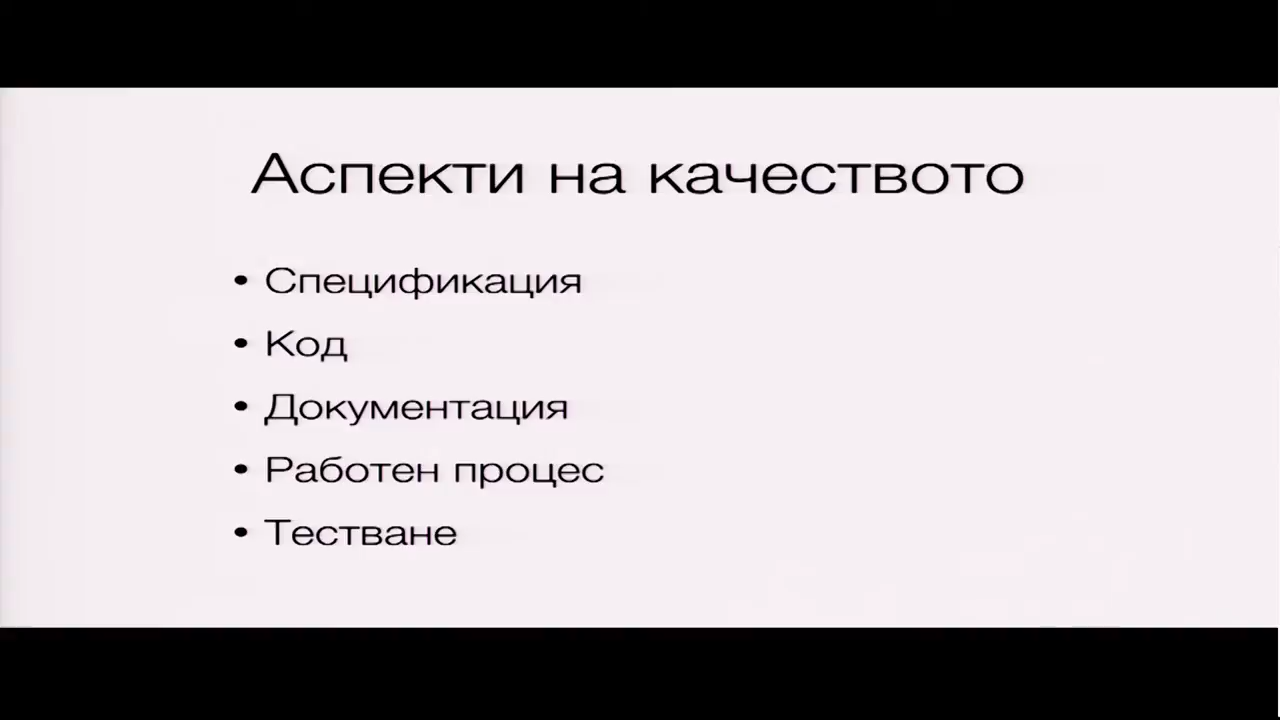 Аспекти на качеството
• Спецификация
• Код
• Документация
• Работен процес
• Тестване